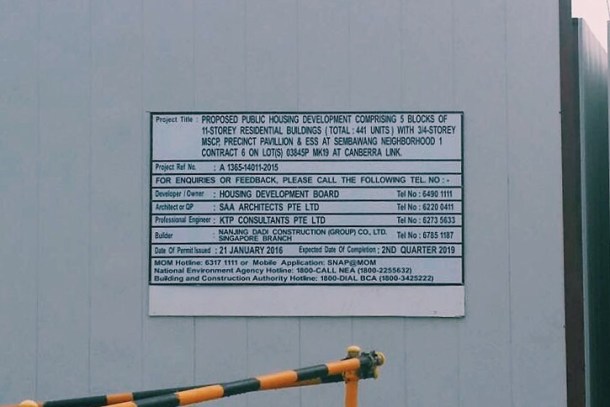 Project Title : PROPOSED PUBLIC HOUSING DEVELOPMENT COMPRISING 5 BLOCKS OF
11-STOREY RESIDENTIAL BUILDINGS ( TOTAL : 441 UNITS ) WITH 3/4-STOREY
MSCP, PRECINCT PAVILLION & ESS AT SEMBAWANG NEIGHBORHOOD 1
CONTRACT 6 ON LOT(S) 03845P MK19 AT CANBERRA LINK.
Project Ref No. : A 1365-14011-2015
FOR ENQUIRIES OR FEEDBACK, PLEASE CALL THE FOLLOWING TEL. NO : -
Developer / Owner : HOUSING DEVELOPMENT BOARD Tel No : 6490 1111
Architect or QP : SAA ARCHITECTS PTE LTD Tel No : 6220 0411
Professional Engineer : KTP CONSULTANTS PTE LTD Tel No : 6273 5633
Builder : NANJING DADI CONSTRUCTION (GROUP) CO., LTD. SINGAPORE BRANCH Tel No : 6785 1187
Date Of Permit Issued : 21 JANUARY 2016 Expected Date Of Completion : 2ND QUARTER 2019
MOM Hotline: 6317 1111 or Mobile Application: SNAP@MOM
National Environment Agency Hotline: 1800-CALL NEA (1800-2255632)
Building and Construction Authority Hotline: 1800-DIAL BCA (1800-3425222)